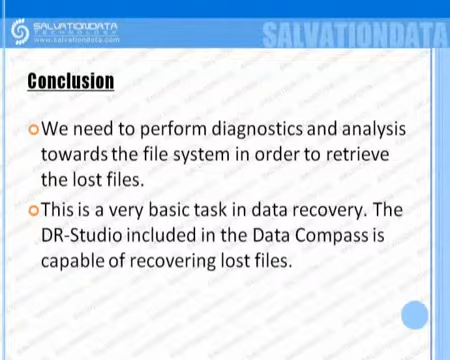 SALVATIONDATA
TECHNOLOGY
www.salvationdata.com
SALVATIONDATA
Conclusion
We need to perform diagnostics and analysis
towards the file system in order to retrieve
the lost files.
This is a very basic task in data recovery. The
DR-Studio included in the Data Compass is
capable of recovering lost files.